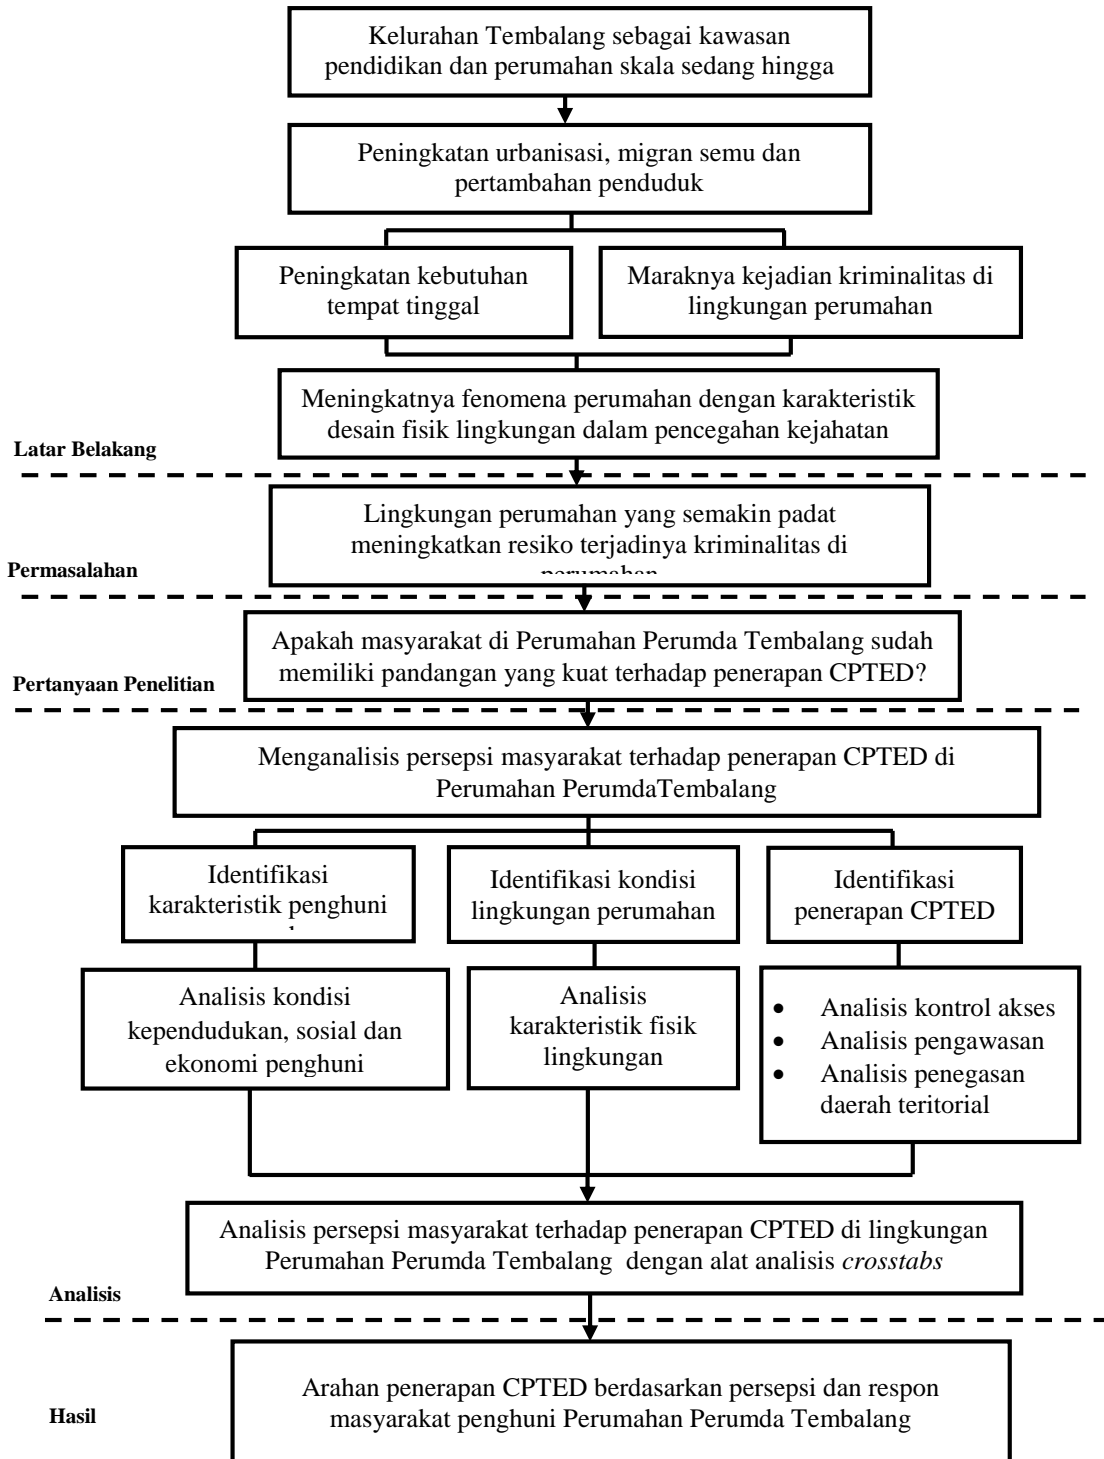 Kelurahan Tembalang sebagai kawasan
pendidikan dan perumahan skala sedang hingga
Peningkatan urbanisasi, migran semu dan
pertambahan penduduk
Peningkatan kebutuhan
tempat tinggal
Maraknya kejadian kriminalitas di
lingkungan perumahan
Meningkatnya fenomena perumahan dengan karakteristik
desain fisik lingkungan dalam pencegahan kejahatan
Latar Belakang
Lingkungan perumahan yang semakin padat
meningkatkan resiko terjadinya kriminalitas di
perumahan
Permasalahan
Apakah masyarakat di Perumahan Perumda Tembalang sudah
memiliki pandangan yang kuat terhadap penerapan CPTED?
Pertanyaan Penelitian
Menganalisis persepsi masyarakat terhadap penerapan CPTED di
Perumahan PerumdaTembalang
Identifikasi
karakteristik penghuni
Identifikasi kondisi
lingkungan perumahan
Identifikasi
penerapan CPTED
Analisis kondisi
kependudukan, sosial dan
ekonomi penghuni
Analisis
karakteristik fisik
lingkungan
• Analisis kontrol akses
• Analisis pengawasan
• Analisis penegasan
daerah teritorial
Analisis persepsi masyarakat terhadap penerapan CPTED di lingkungan
Perumahan Perumda Tembalang dengan alat analisis crosstabs
Analisis
Arahan penerapan CPTED berdasarkan persepsi dan respon
masyarakat penghuni Perumahan Perumda Tembalang
Hasil